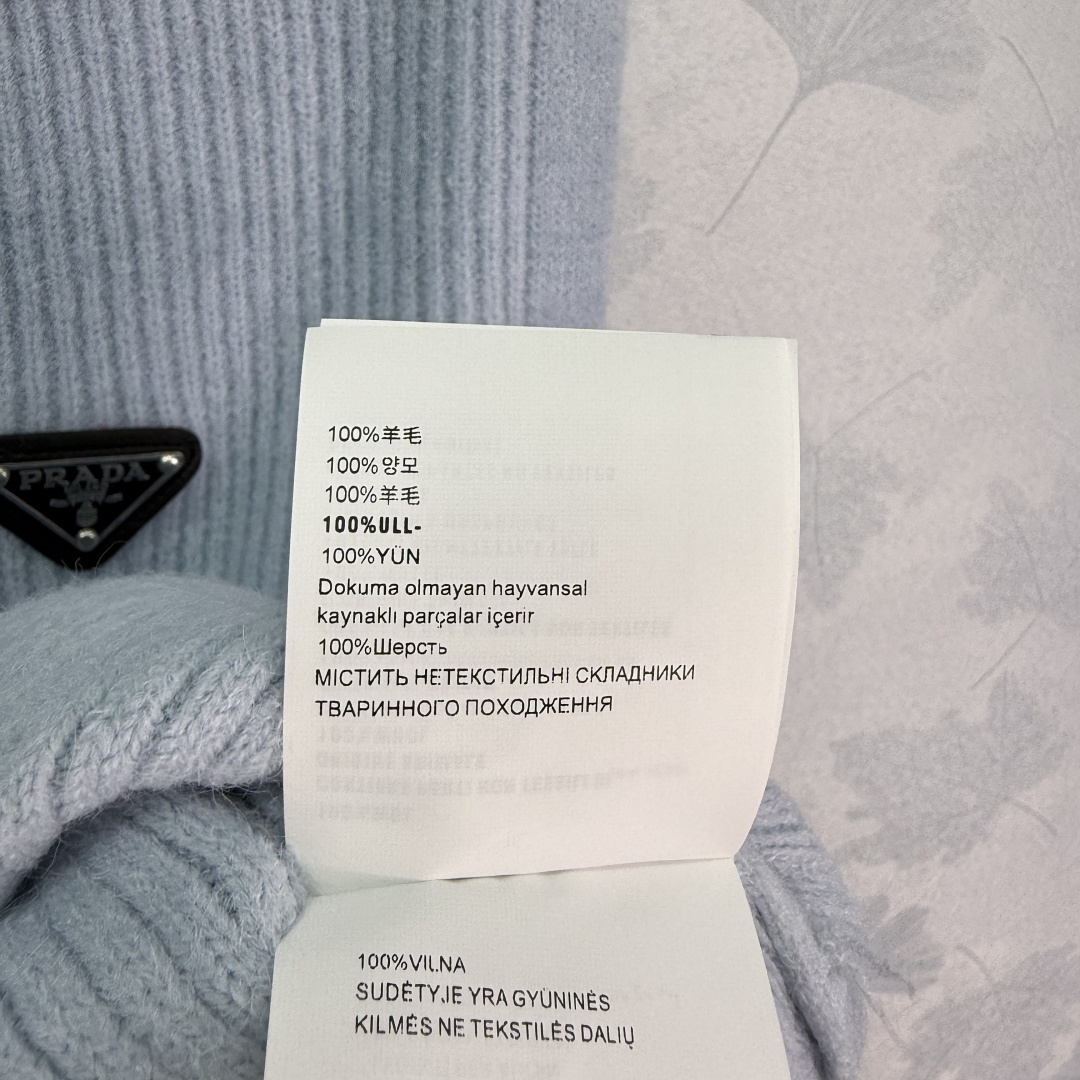 PRADA
100%羊毛
100%양모
100%羊毛
100%ULL-
100%YÜN
Dokuma olmayan hayvansal
kaynaklı parçalar içerir
100%Шерсть
МІСТИТЬ НЕТЕКСТИЛЬНІ СКЛАДНИКИ
ТВАРИННОГО ПОХОДЖЕННЯ
100%VILNA
SUDĖTYJE YRA GYŪNINĖS
KILMĖS NE TEKSTILĖS DALIŲ